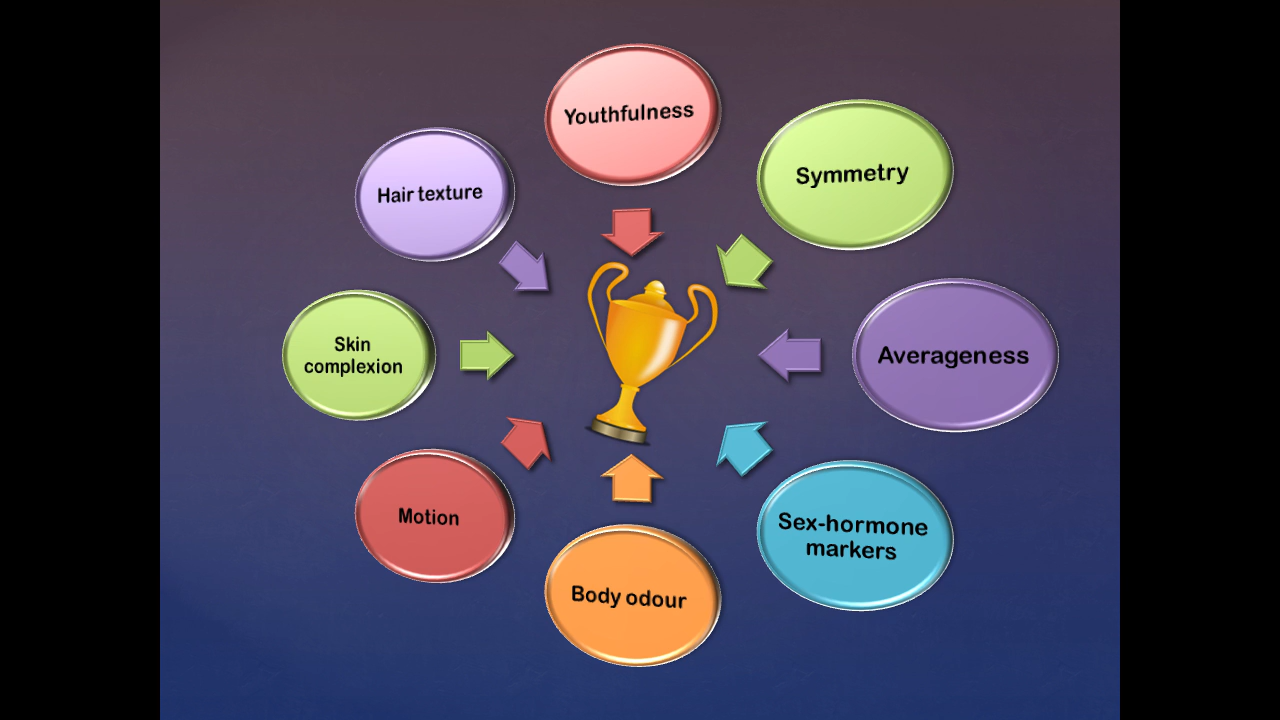 Youthfulness
Symmetry
Averageness
Sex-hormone
markers
Body odour
Motion
Skin
complexion
Hair texture